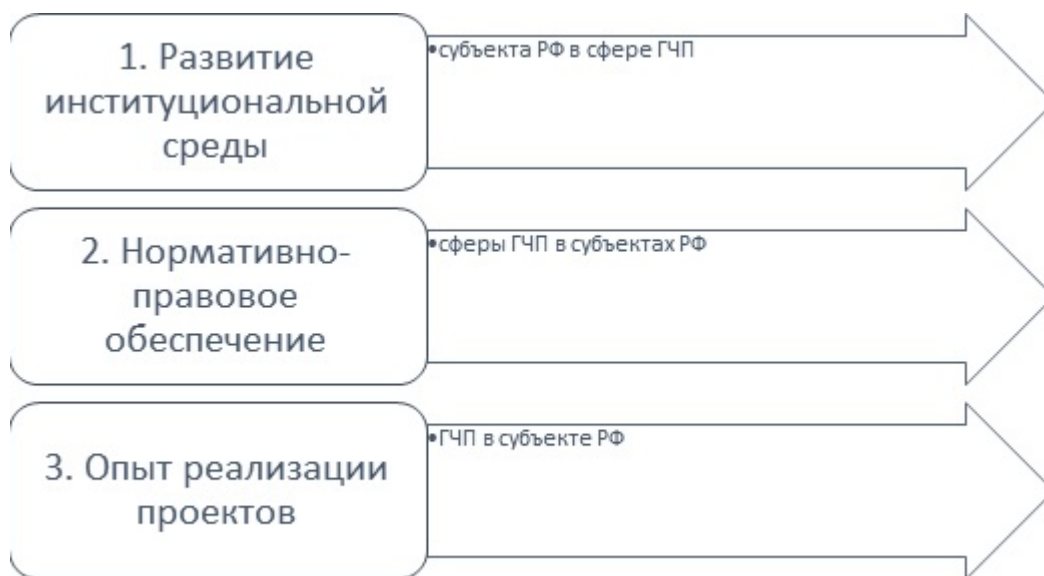 1. Развитие
институциональной
среды
•субъекта РФ в сфере ГЧП
2. Нормативно-
правовое
обеспечение
•сферы ГЧП в субъектах РФ
3. Опыт реализации
проектов
•ГЧП в субъекте РФ